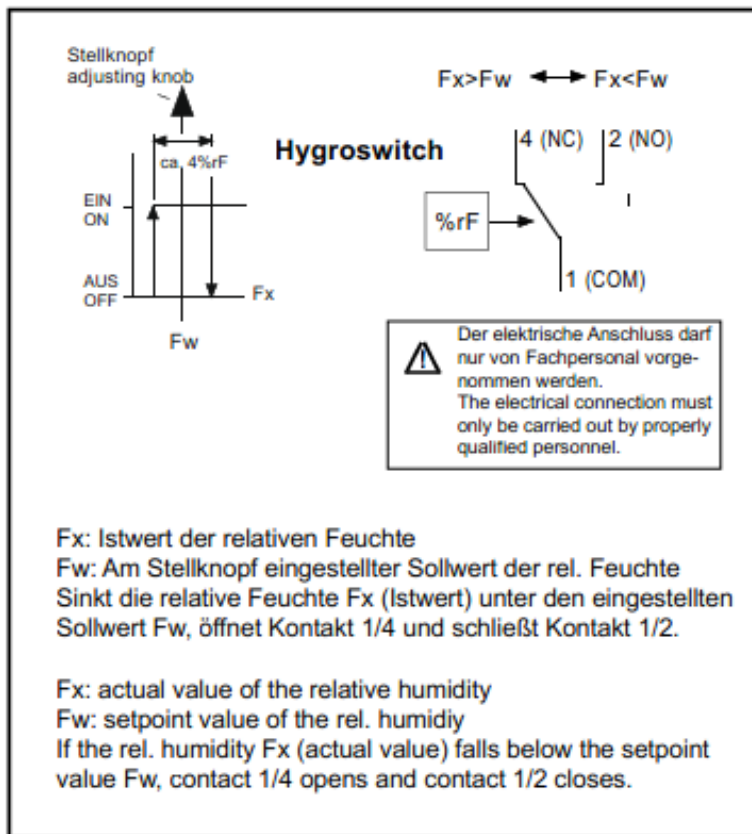 Stellknopf
adjusting knob
Fx>Fw Fx<Fw
Hygroswitch
4 (NC) 2 (NO)
ca. 4%rF
EIN
ON
%rF
AUS
OFF
Fx
1 (COM)
Fw
Der elektrische Anschluss darf
nur von Fachpersonal vorge-
nommen werden.
The electrical connection must
only be carried out by properly
qualified personnel.
Fx: Istwert der relativen Feuchte
Fw: Am Stellknopf eingestellter Sollwert der rel. Feuchte
Sinkt die relative Feuchte Fx (Istwert) unter den eingestellten
Sollwert Fw, öffnet Kontakt 1/4 und schließt Kontakt 1/2.
Fx: actual value of the relative humidity
Fw: setpoint value of the rel. humidiy
If the rel. humidity Fx (actual value) falls below the setpoint
value Fw, contact 1/4 opens and contact 1/2 closes.